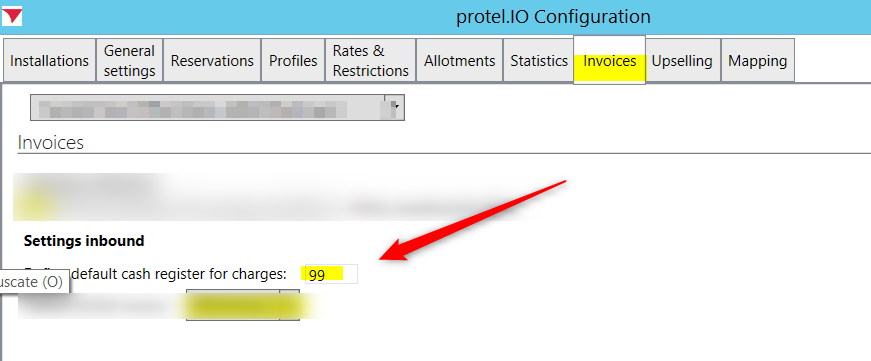 protel.IO Configuration
Installations
General settings
Reservations
Profiles
Rates & Restrictions
Allotments
Statistics
Invoices
Upselling
Mapping
Invoices
Settings inbound
default cash register for charges: 99
uscate (O)